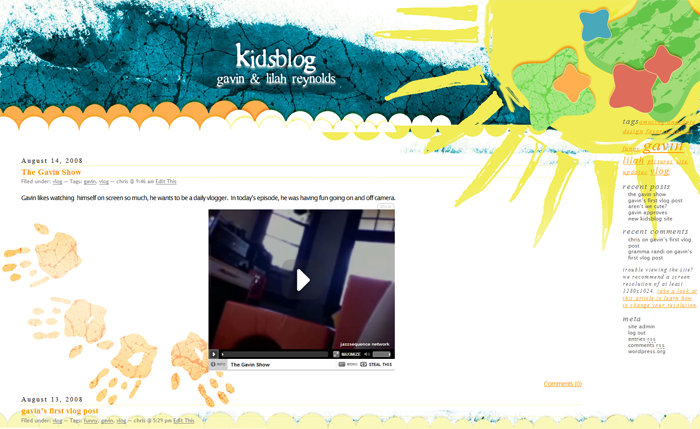 kidsblog
gavin & lilah reynolds
August 14, 2008
The Gavin Show
Filed under: vlog — Tags: gavin, vlog — chris @ 9:46 am Edit This
Gavin likes watching himself on screen so much, he wants to be a daily vlogger. In today's episode, he was having fun going on and off camera.
jazzsequence.network
MAXIMIZE
INFO The Gavin Show MENU STEAL THIS
Comments (0)
August 13, 2008
gavin's first vlog post
Filed under: vlog — Tags: funny, gavin, vlog — chris @ 5:29 pm Edit This
tags
design
funny gavin
lilah pictures site
updates vlog
recent posts
the gavin show
gavin's first vlog post
aren't we cute?
gavin approves
new kidsblog site
recent comments
chris on gavin's first vlog
post
gramma randi on gavin's
first vlog post
trouble viewing the site?
we recommend a screen
resolution of at least
1280x1024. take a look at
this article to learn how
to change your resolution.
meta
site admin
log out
entries rss
comments rss
wordpress.org